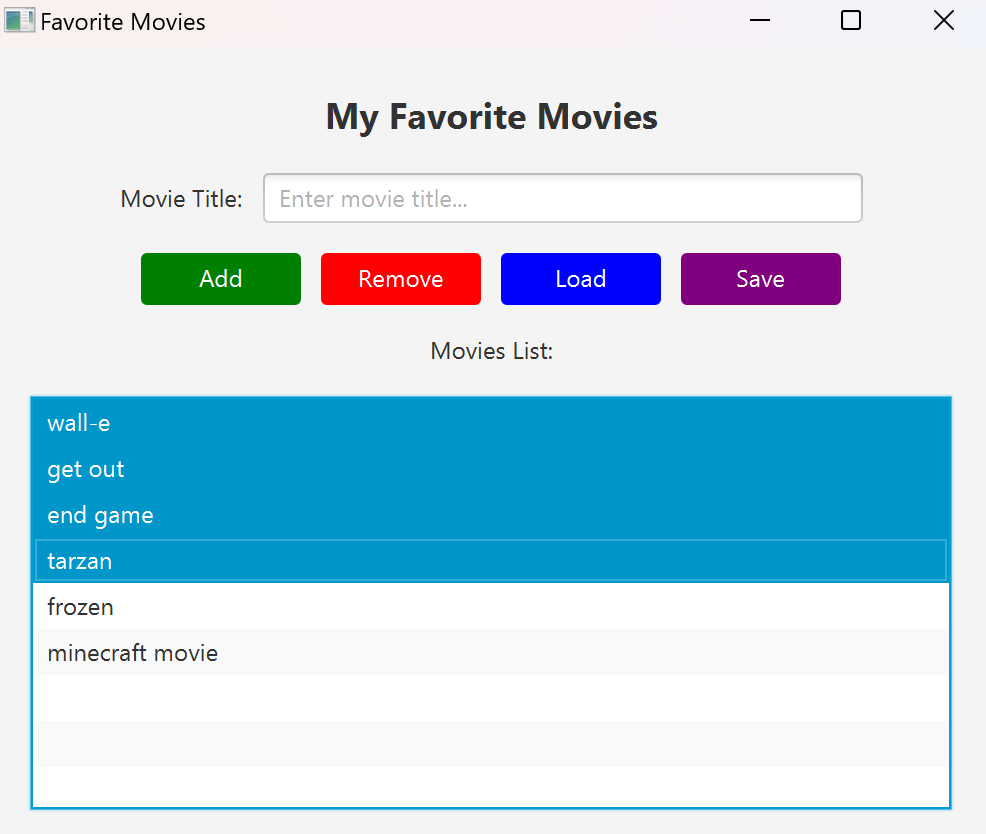 Favorite Movies
My Favorite Movies
Movie Title: Enter movie title...
Add Remove Load Save
Movies List:
wall-e
get out
end game
tarzan
frozen
minecraft movie